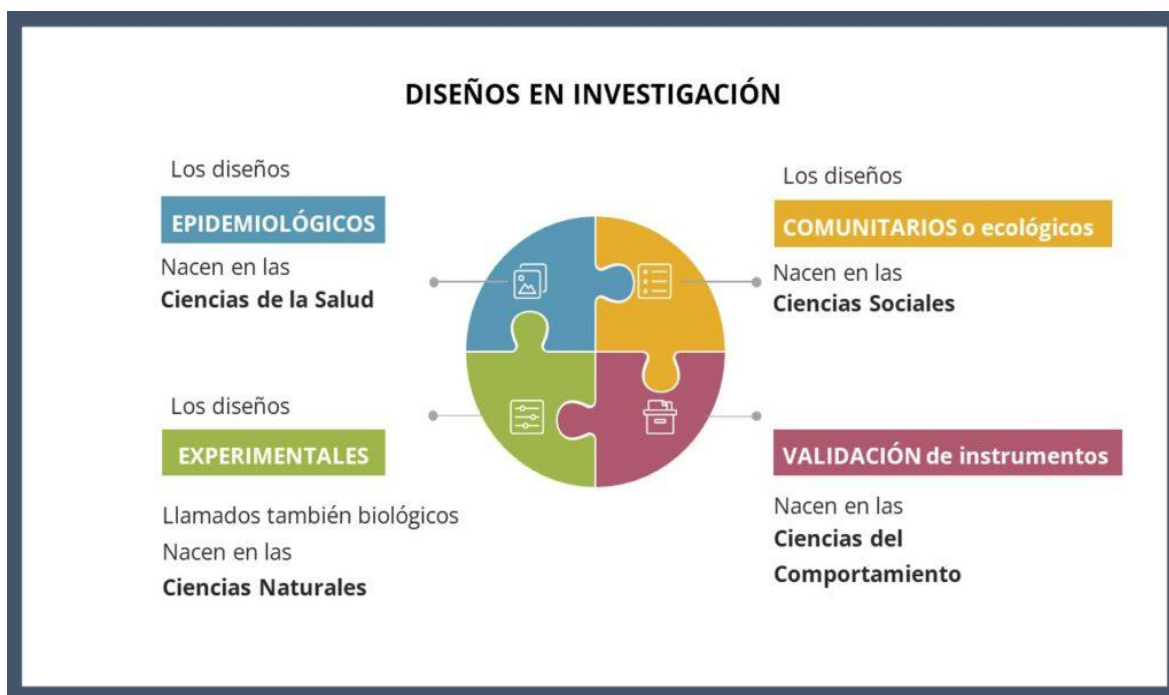 DISEÑOS EN INVESTIGACIÓN
Los diseños
EPIDEMIOLÓGICOS
Nacen en las
Ciencias de la Salud
Los diseños
COMUNITARIOS o ecológicos
Nacen en las
Ciencias Sociales
Los diseños
EXPERIMENTALES
Llamados también biológicos
Nacen en las
Ciencias Naturales
VALIDACIÓN de instrumentos
Nacen en las
Ciencias del
Comportamiento